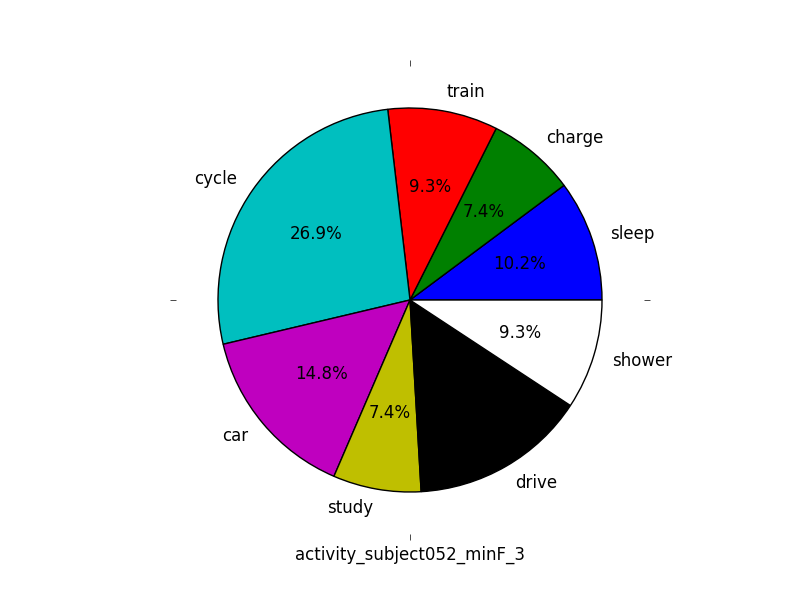 train
charge
cycle
9.3%
7.4%
sleep
26.9%
10.2%
9.3%
shower
14.8%
7.4%
car
drive
study
activity_subject052_minF_3